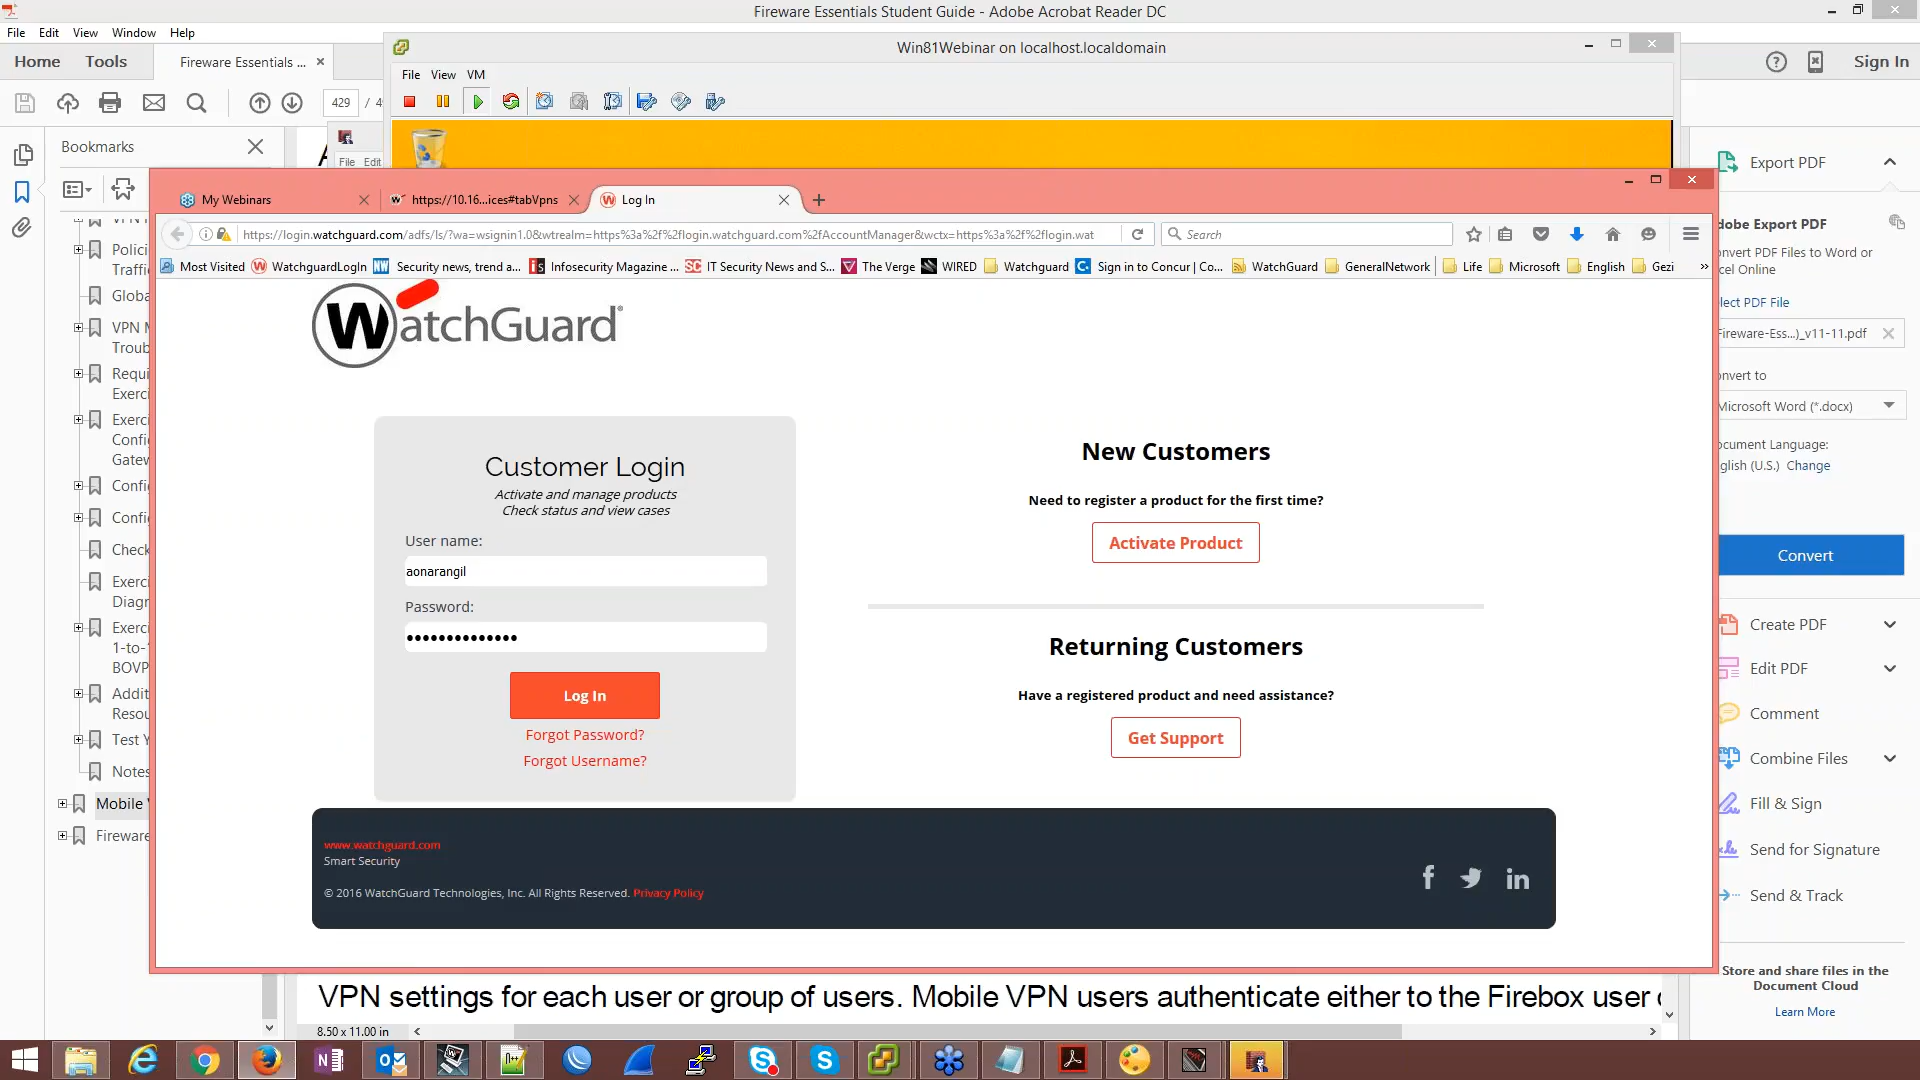 Fireware Essentials Student Guide - Adobe Acrobat Reader DC
File Edit View Window Help
Home Tools Fireware Essentials ... ×
Sign In
Win81Webinar on localhost.localdomain
File View VM
429 /
Bookmarks
File Edit
Export PDF
My Webinars
https://10.16...ices#tabVpns
Log In
https://login.watchguard.com/adfs/ls/?wa=wsignin1.0&wtrealm=https%3a%2f%2flogin.watchguard.com%2fAccountManager&wctx=https%3a%2f%2flogin.wat
Search
Most Visited WatchguardLogIn Security news, trend a... Infosecurity Magazine ... IT Security News and S... The Verge WIRED Watchguard Sign in to Concur | Co... WatchGuard GeneralNetwork Life Microsoft English Gezi »
WatchGuard®
Customer Login
Activate and manage products
Check status and view cases
User name:
aonarangil
Password:
••••••••••••••
Log In
Forgot Password?
Forgot Username?
New Customers
Need to register a product for the first time?
Activate Product
Returning Customers
Have a registered product and need assistance?
Get Support
www.watchguard.com
Smart Security
© 2016 WatchGuard Technologies, Inc. All Rights Reserved. Privacy Policy
Polici
Traffi
Globa
VPN M
Troub
Requi
Exerci
Exerci
Confi
Gatew
Confi
Confi
Check
Exerci
Diagr
Exerci
1-to-
BOVP
Addit
Resou
Test Y
Notes
Mobile V
Fireware
dobe Export PDF
onvert PDF Files to Word or
xcel Online
lect PDF File
Fireware-Ess...)_v11-11.pdf
onvert to
Microsoft Word (*.docx)
ocument Language:
glish (U.S.) Change
Convert
Create PDF
Edit PDF
Comment
Combine Files
Fill & Sign
Send for Signature
Send & Track
Store and share files in the
Document Cloud
Learn More
VPN settings for each user or group of users. Mobile VPN users authenticate either to the Firebox user
8.50 x 11.00 in